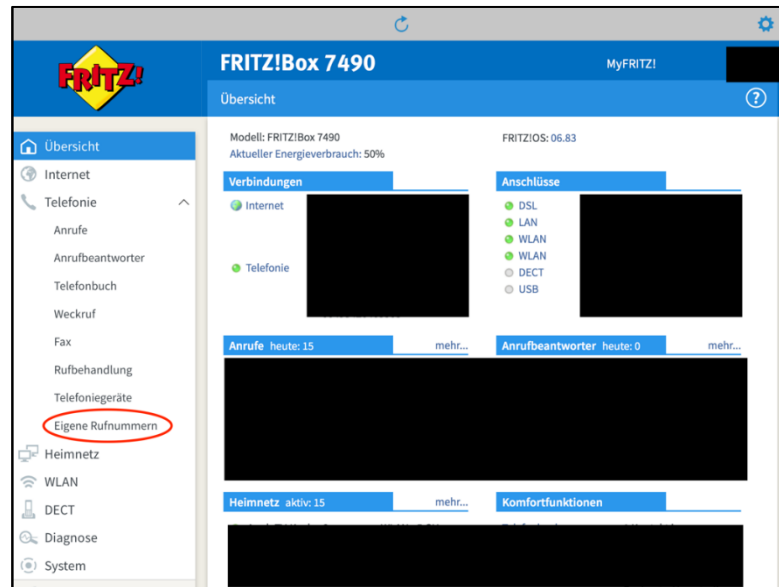 FRITZ!
FRITZ!Box 7490
MyFRITZ!
Übersicht
?
Übersicht
Internet
Telefonie
Anrufe
Anrufbeantworter
Telefonbuch
Weckruf
Fax
Rufbehandlung
Telefoniegeräte
Eigene Rufnummern
Heimnetz
WLAN
DECT
Diagnose
System
Modell: FRITZ!Box 7490
FRITZ!OS: 06.83
Aktueller Energieverbrauch: 50%
Verbindungen
Internet
Telefonie
Anschlüsse
DSL
LAN
WLAN
WLAN
DECT
USB
Anrufe heute: 15 mehr...
Anrufbeantworter heute: 0 mehr...
Heimnetz aktiv: 15 mehr...
Komfortfunktionen